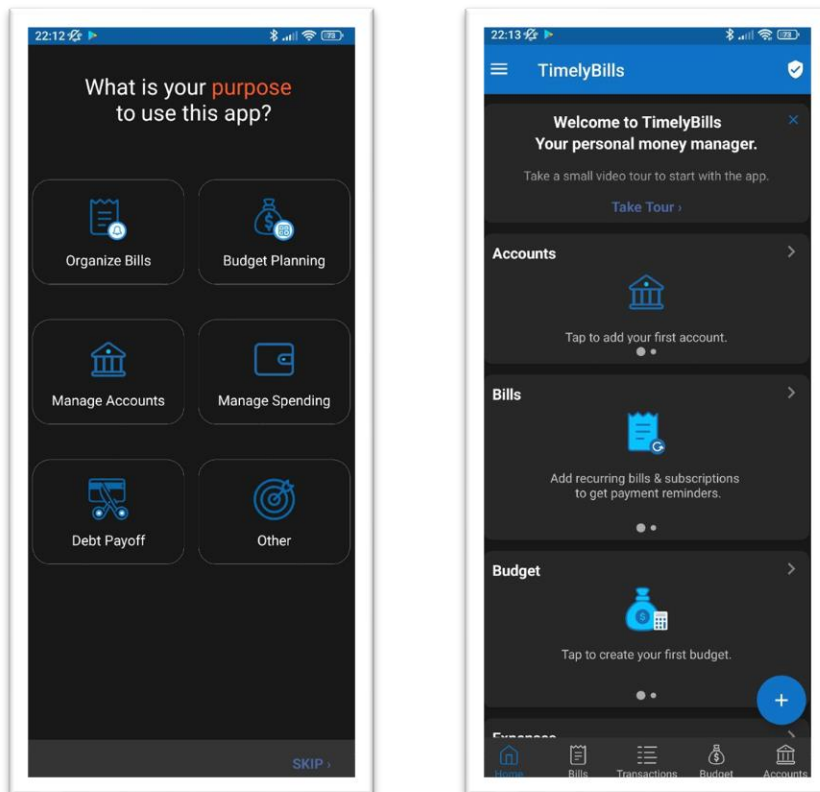 22:12
What is your purpose
to use this app?
Organize Bills
Budget Planning
Manage Accounts
Manage Spending
Debt Payoff
Other
SKIP ›
22:13
TimelyBills
Welcome to TimelyBills
Your personal money manager.
Take a small video tour to start with the app.
Take Tour ›
Accounts
Tap to add your first account.
Bills
Add recurring bills & subscriptions
to get payment reminders.
Budget
Tap to create your first budget.
Expenses
Home
Bills
Transactions
Budget
Accounts